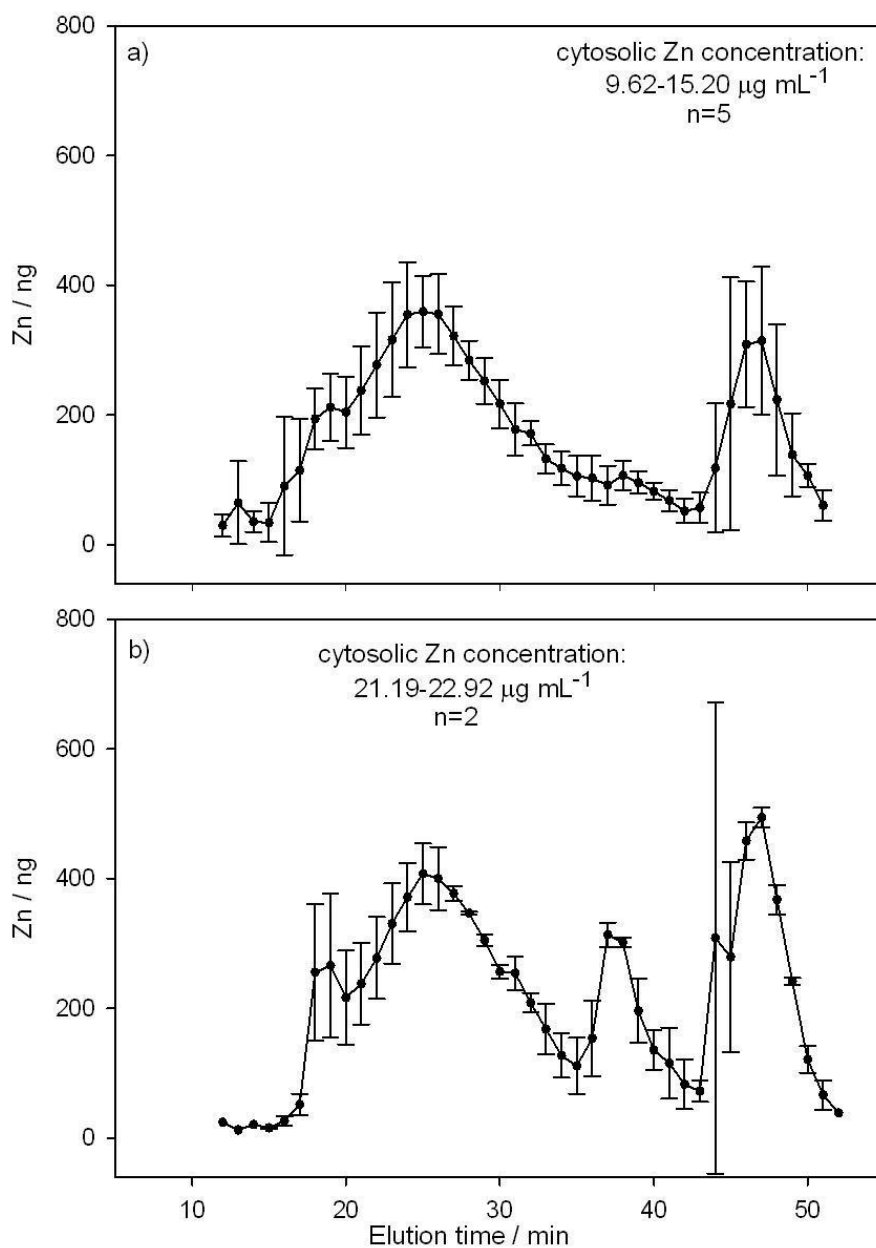 a)
cytosolic Zn concentration:
9.62-15.20 µg mL⁻¹
n=5
800
600
400
200
0
Zn / ng
b)
cytosolic Zn concentration:
21.19-22.92 µg mL⁻¹
n=2
800
600
400
200
0
Zn / ng
10 20 30 40 50
Elution time / min